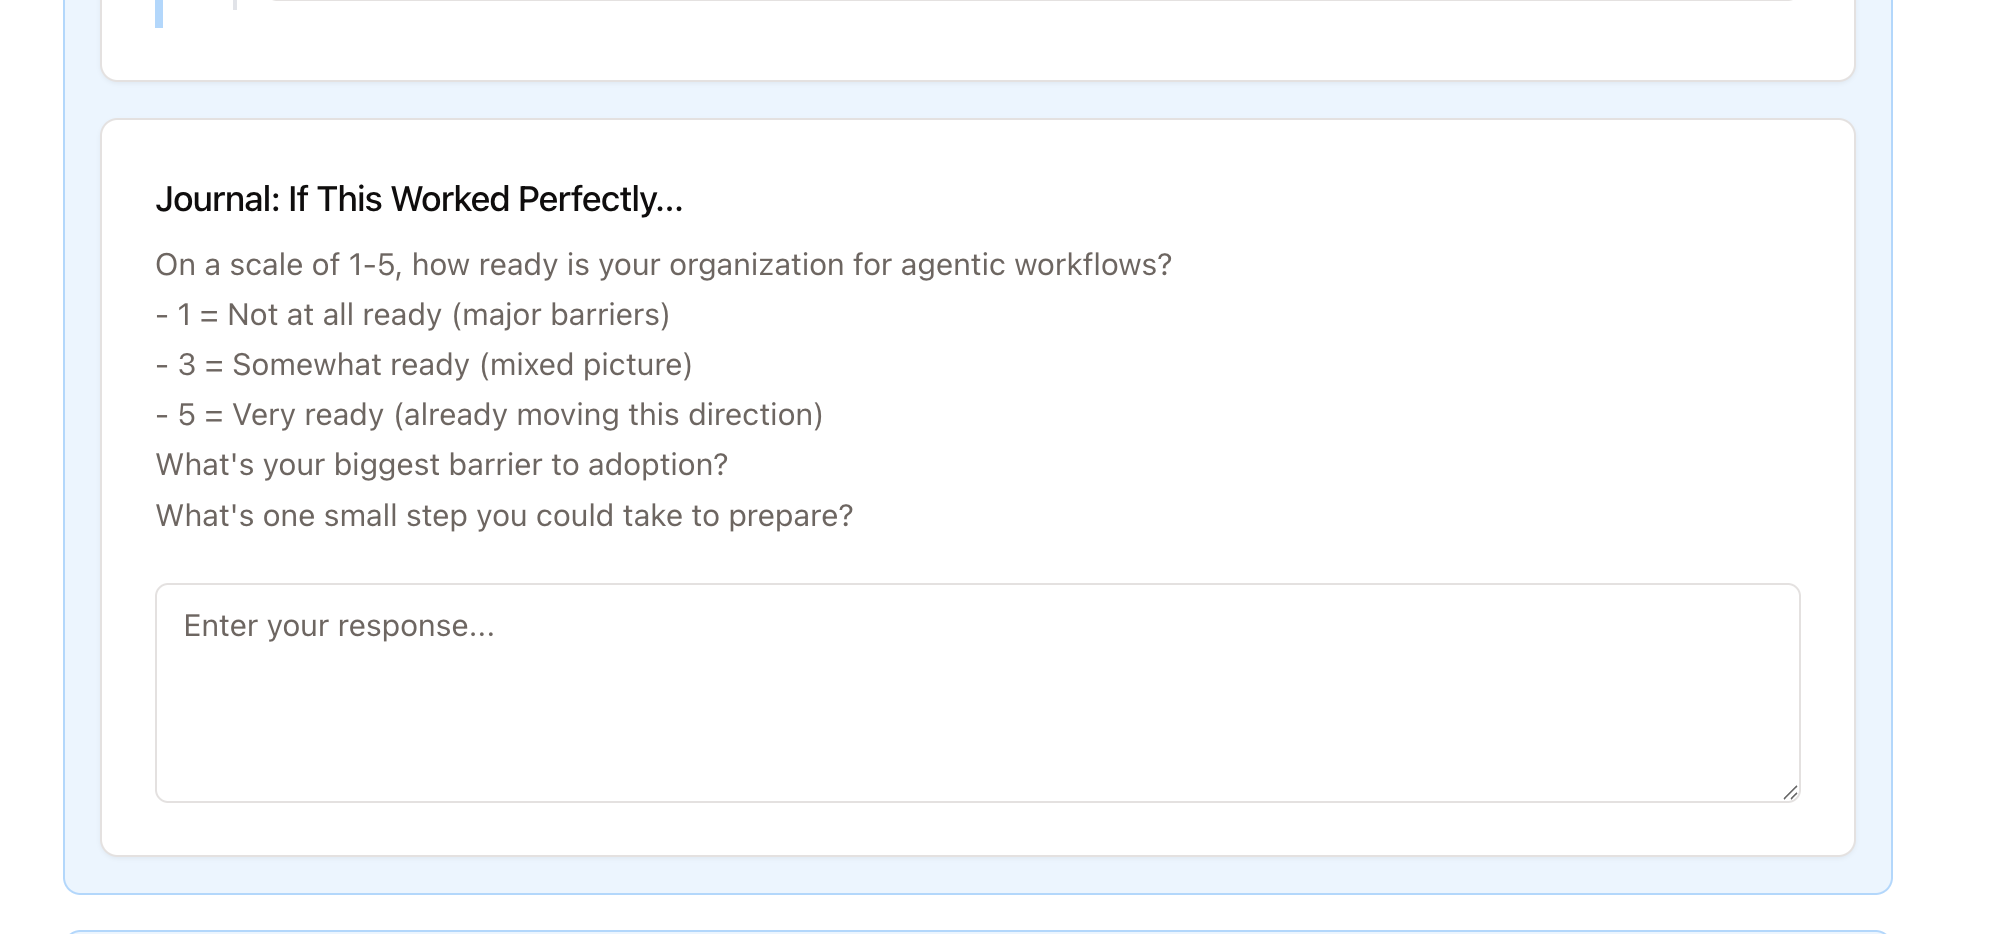 Journal: If This Worked Perfectly...
On a scale of 1-5, how ready is your organization for agentic workflows?
- 1 = Not at all ready (major barriers)
- 3 = Somewhat ready (mixed picture)
- 5 = Very ready (already moving this direction)
What's your biggest barrier to adoption?
What's one small step you could take to prepare?
Enter your response...